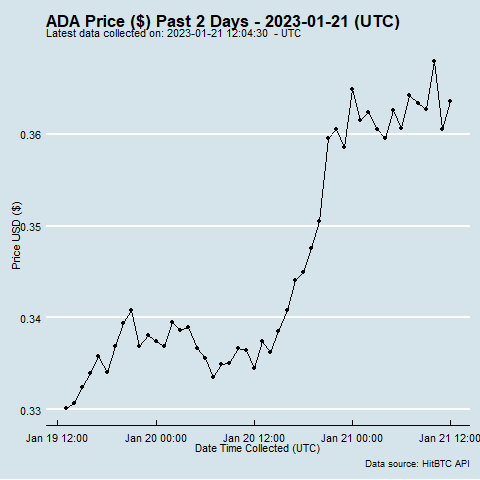 ADA Price ($) Past 2 Days - 2023-01-21 (UTC)
Latest data collected on: 2023-01-21 12:04:30 - UTC
Price USD ($)
0.36
0.35
0.34
0.33
Jan 19 12:00 Jan 20 00:00 Jan 20 12:00 Jan 21 00:00 Jan 21 12:00
Date Time Collected (UTC)
Data source: HitBTC API